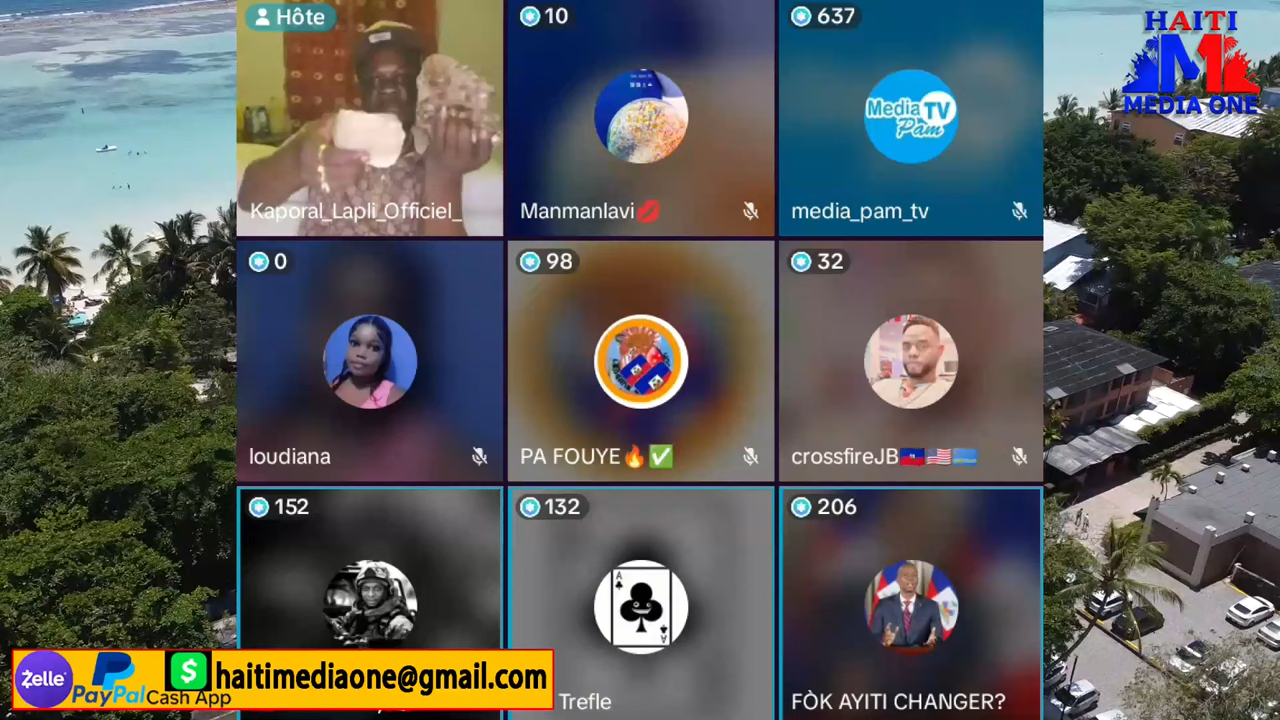 Hôte
10
637
HAITI
M
MEDIA ONE
Media TV
Pam
Kaporal_Lapli_Officiel_
Manmanlavi💋
media_pam_tv
0
98
32
loudiana
PA FOUYE🔥✅
crossfireJB🇭🇹🇺🇸🇦🇼
152
132
206
A
A
Zelle
PayPal
$
Cash App
haitimediaone@gmail.com
Trefle
FÒK AYITI CHANGER?